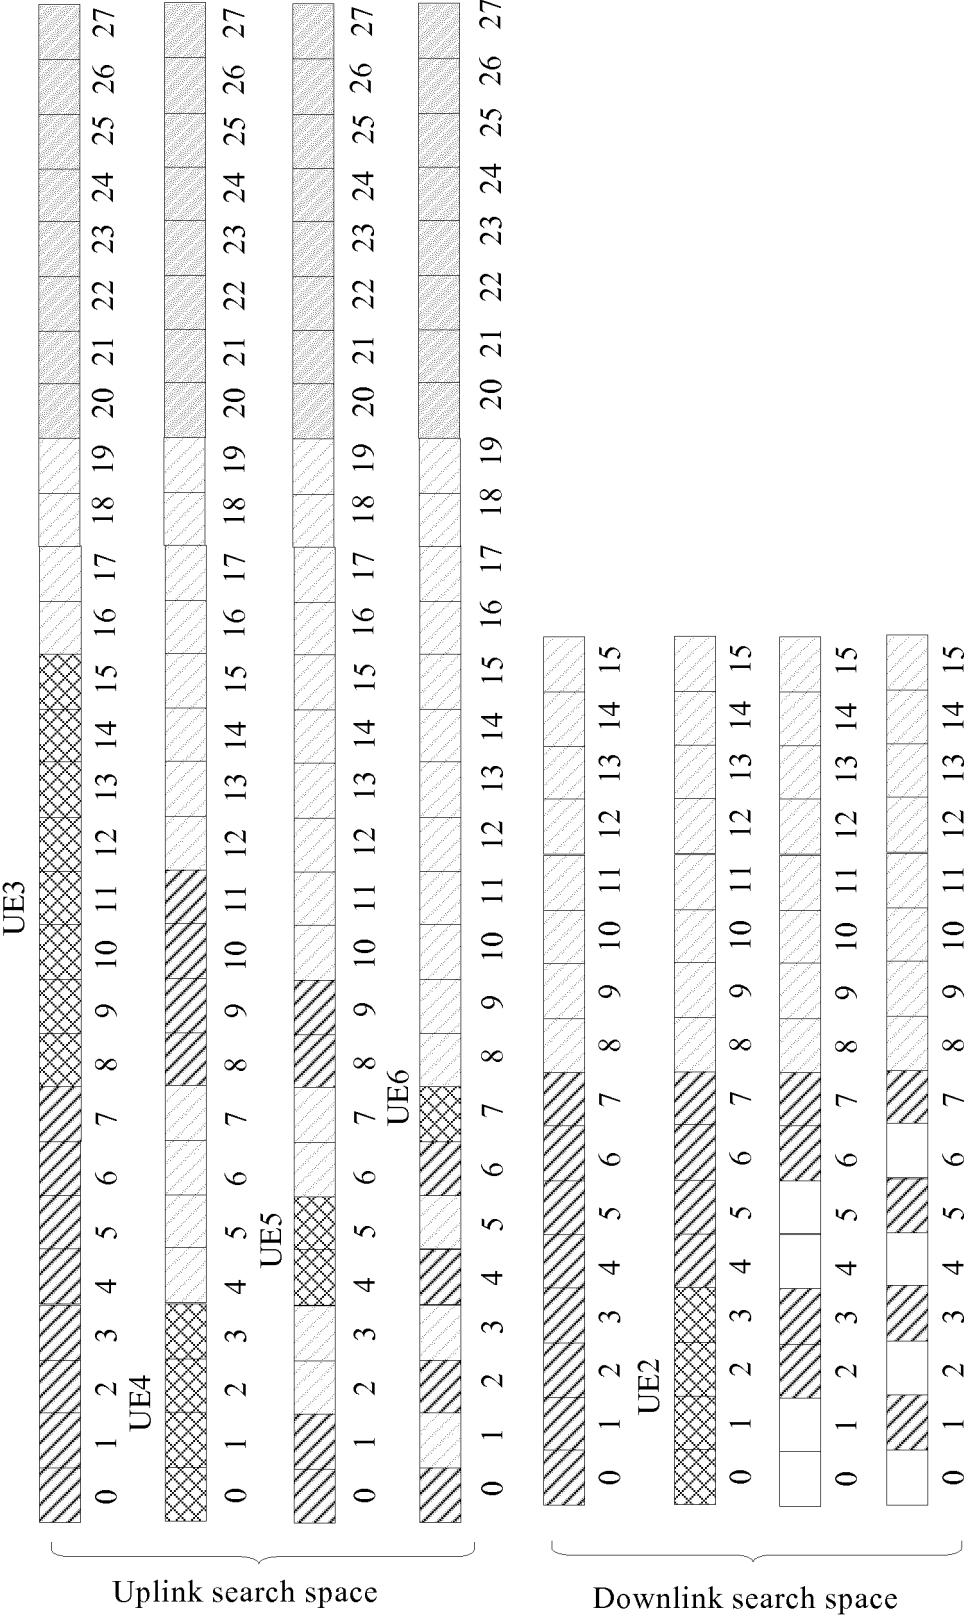 UE3
0 1 2 3 4 5 6 7 8 9 10 11 12 13 14 15 16 17 18 19 20 21 22 23 24 25 26 27
UE4
0 1 2 3 4 5 6 7 8 9 10 11 12 13 14 15 16 17 18 19 20 21 22 23 24 25 26 27
UE5
0 1 2 3 4 5 6 7 8 9 10 11 12 13 14 15 16 17 18 19 20 21 22 23 24 25 26 27
UE6
0 1 2 3 4 5 6 7 8 9 10 11 12 13 14 15 16 17 18 19 20 21 22 23 24 25 26 27
Uplink search space
0 1 2 3 4 5 6 7 8 9 10 11 12 13 14 15
UE2
0 1 2 3 4 5 6 7 8 9 10 11 12 13 14 15
0 1 2 3 4 5 6 7 8 9 10 11 12 13 14 15
0 1 2 3 4 5 6 7 8 9 10 11 12 13 14 15
Downlink search space